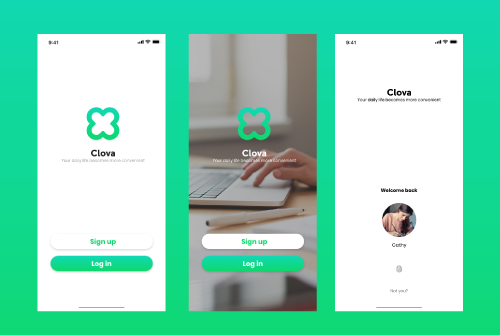 9:41
Clova
Your daily life becomes more convenient
Sign up
Log in
Clova
Your daily life becomes more convenient
Sign up
Log in
9:41
Clova
Your daily life becomes more convenient
Welcome back
Cathy
Not you?